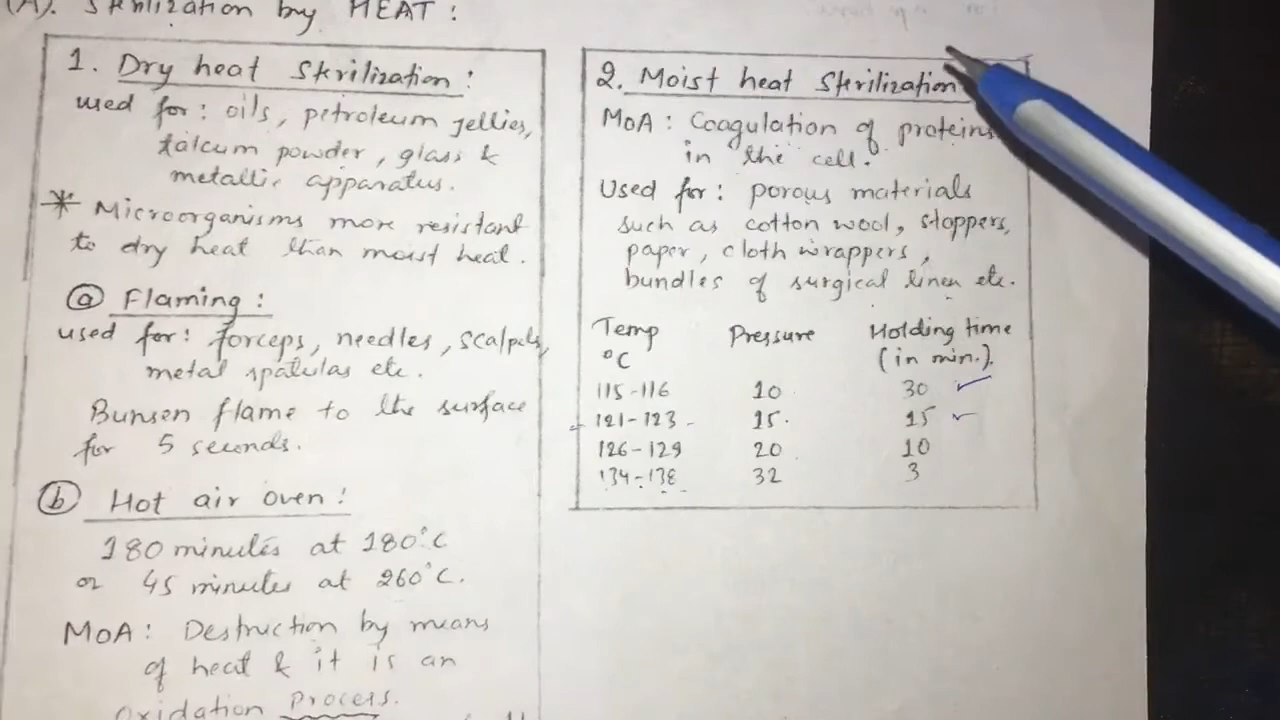 (A). Sterilization by HEAT :
1. Dry heat Sterilization :
used for : oils, petroleum jellies,
talcum powder, glass &
metallic apparatus.
* Microorganisms more resistant
to dry heat than moist heat.
(a) Flaming :
used for : forceps, needles, scalpels,
metal spatulas etc.
Bunsen flame to the surface
for 5 seconds.
(b) Hot air oven :
180 minutes at 180°C
or 45 minutes at 260°C.
MOA : Destruction by means
of heat & it is an
Oxidation Process.
2. Moist heat Sterilization
MOA : Coagulation of proteins
in the cell.
Used for : porous materials
such as cotton wool, stoppers,
paper, cloth wrappers,
bundles of surgical linen etc.
Temp °C Pressure Holding time
(in min.).
115-116 10 30 ✓
121-123 15 15 ✓
126-129 20 10
134-138 32 3